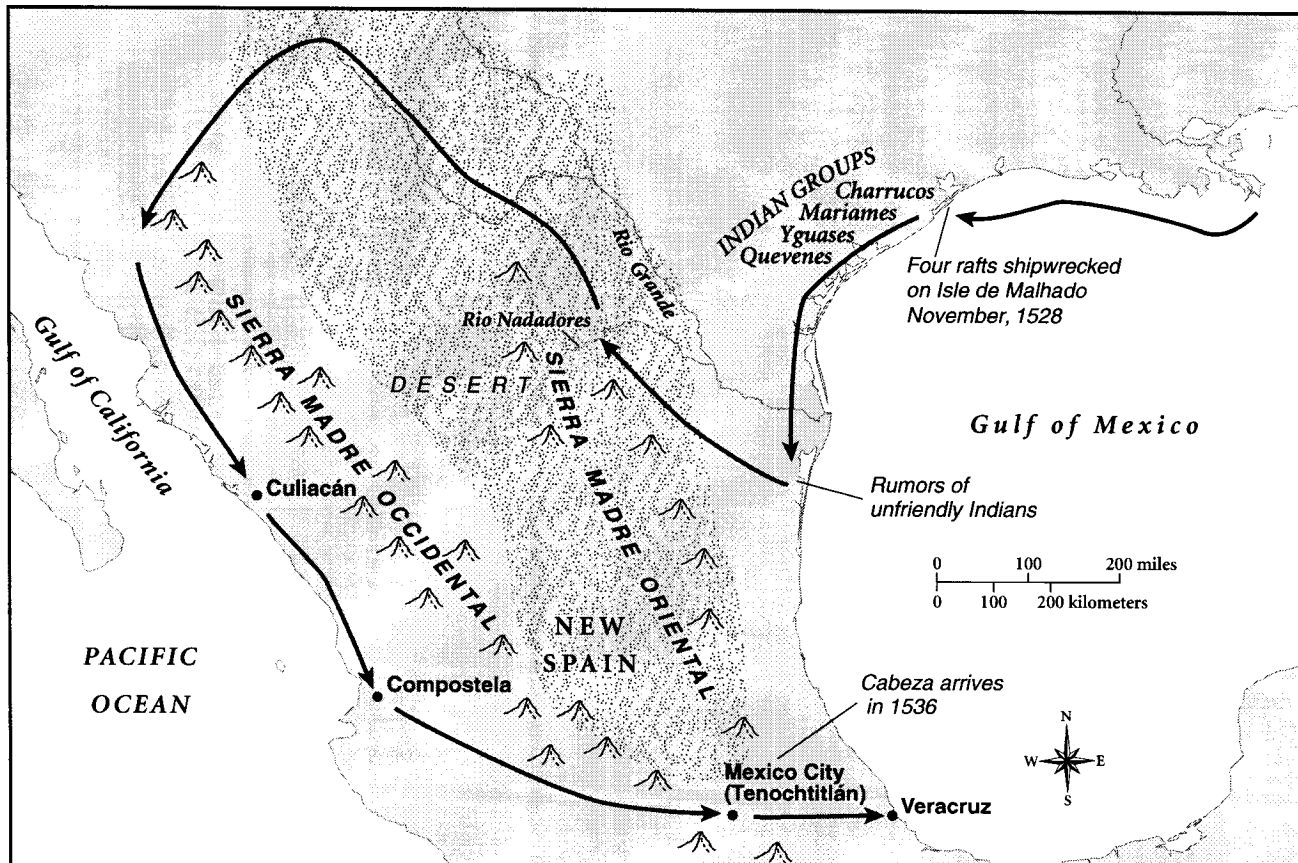 INDIAN GROUPS
Charrucos
Mariames
Yguases
Quevenes
Four rafts shipwrecked
on Isle de Malhado
November, 1528
Rio Grande
Rio Nadadores
DESERT
SIERRA MADRE OCCIDENTAL
SIERRA MADRE ORIENTAL
Gulf of California
Gulf of Mexico
Culiacán
Rumors of
unfriendly Indians
0 100 200 miles
0 100 200 kilometers
NEW
SPAIN
PACIFIC
OCEAN
Compostela
Cabeza arrives
in 1536
Mexico City
(Tenochtitlán)
Veracruz
N
W E
S